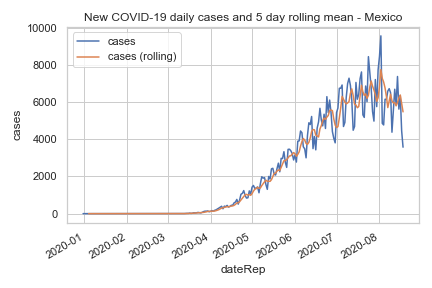 New COVID-19 daily cases and 5 day rolling mean - Mexico
cases
cases (rolling)
10000
8000
6000
4000
2000
0
cases
2020-01
2020-02
2020-03
2020-04
2020-05
2020-06
2020-07
2020-08
dateRep